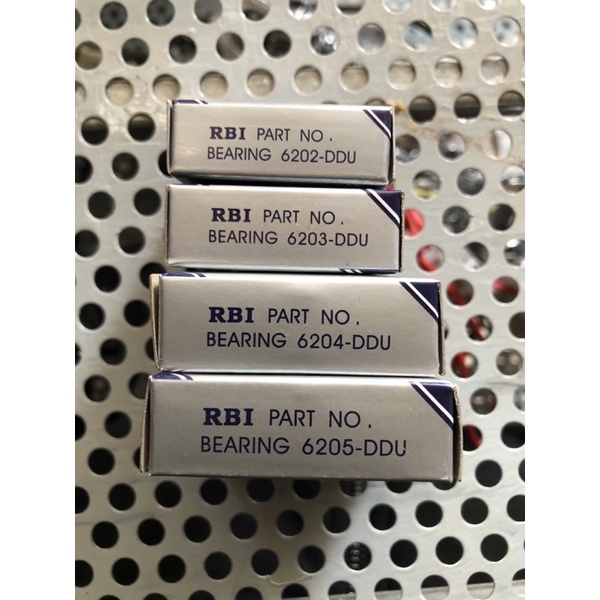 RBI PART NO.
BEARING 6202-DDU
RBI PART NO.
BEARING 6203-DDU
RBI PART NO.
BEARING 6204-DDU
RBI PART NO.
BEARING 6205-DDU